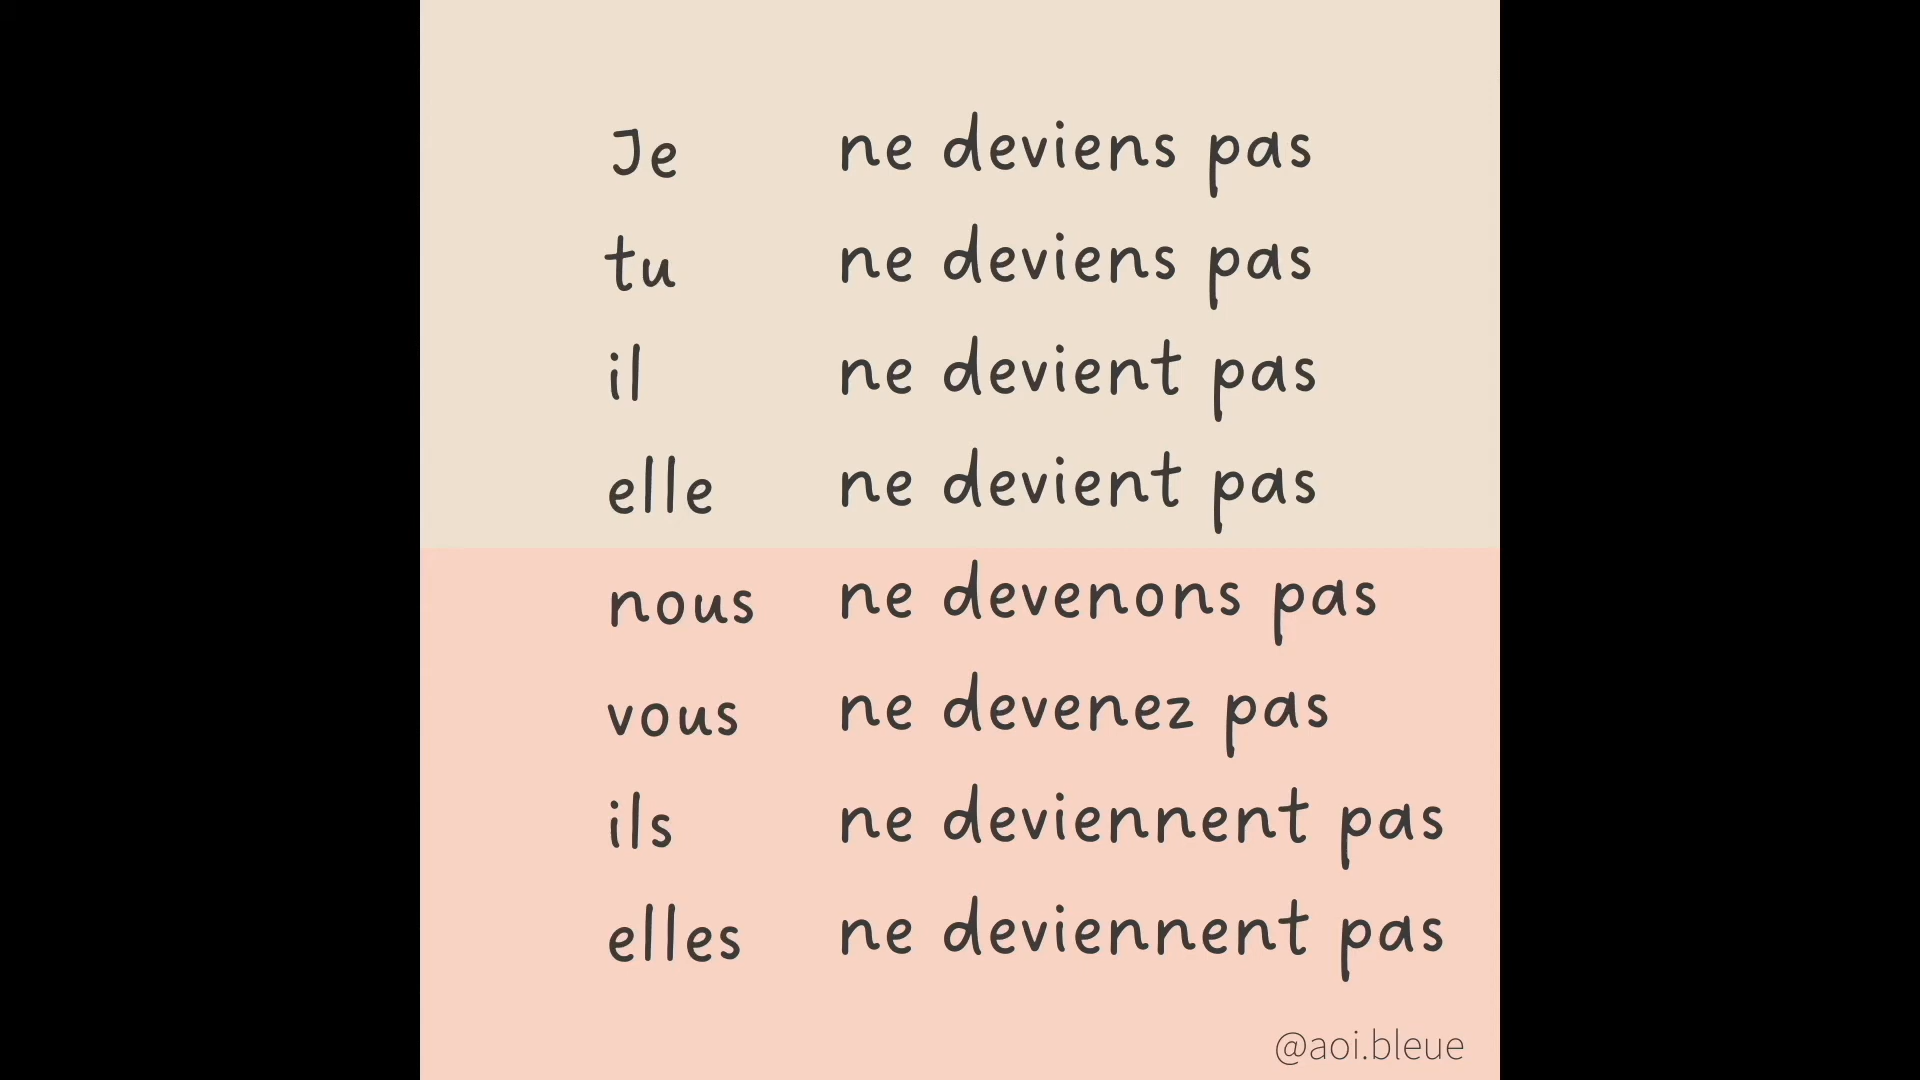 Je ne deviens pas
tu ne deviens pas
il ne devient pas
elle ne devient pas
nous ne devenons pas
vous ne devenez pas
ils ne deviennent pas
elles ne deviennent pas
@aoi.bleue